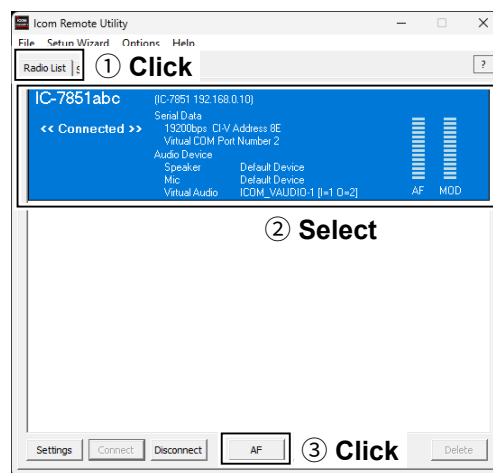 Icom Remote Utility
File Setup Wizard Options Help
Radio List
① Click
?
IC-7851abc (IC-7851 192.168.0.10)
Serial Data
<< Connected >> 19200bps CI-V Address 8E
Virtual COM Port Number 2
Audio Device
Speaker Default Device
Mic Default Device
Virtual Audio ICOM_VAUDIO-1 [I=1 O=2] AF MOD
② Select
Settings Connect Disconnect AF ③ Click Delete